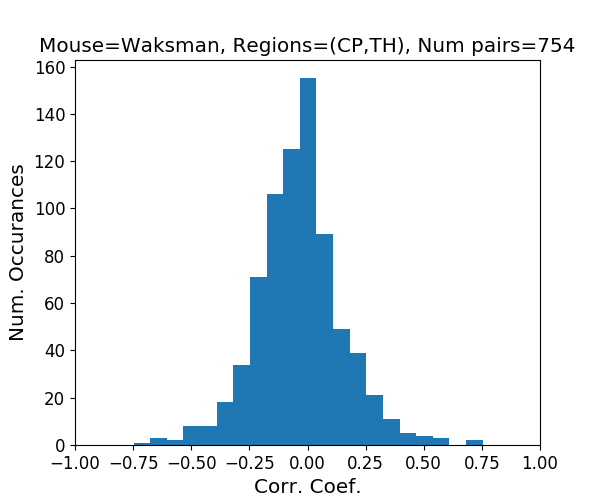 Mouse=Waksman, Regions=(CP,TH), Num pairs=754
160
140
120
100
80
60
40
20
0
Num. Occurances
−1.00 −0.75 −0.50 −0.25 0.00 0.25 0.50 0.75 1.00
Corr. Coef.